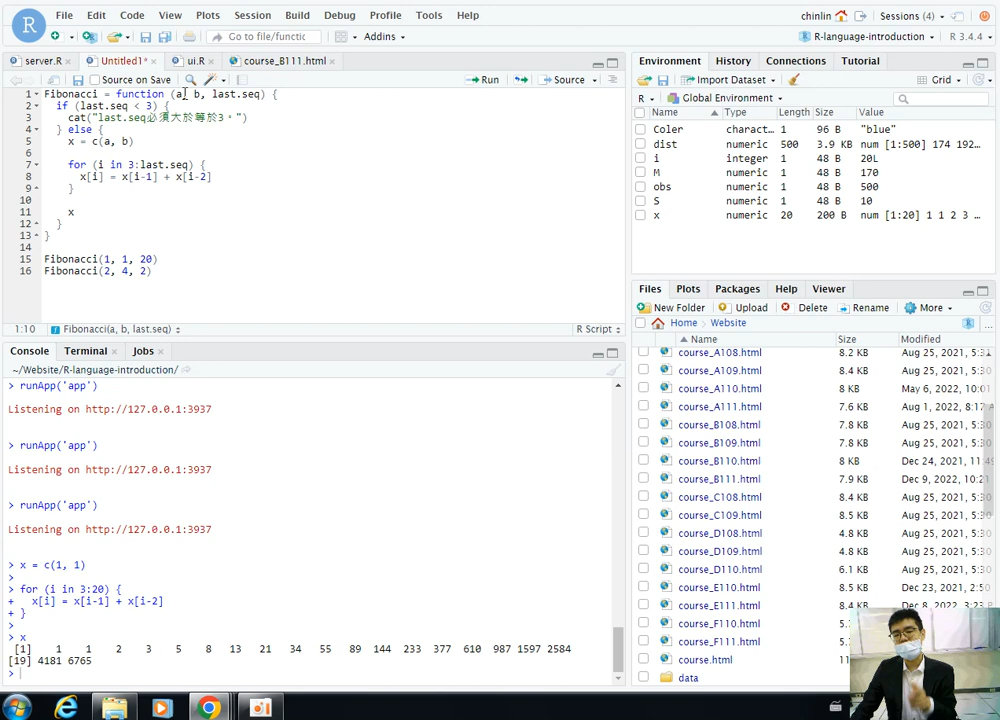 File Edit Code View Plots Session Build Debug Profile Tools Help
chinlin Sessions (4)
R Go to file/functic Addins R-language-introduction R 3.4.4
server.R Untitled1* ui.R course_B111.html
Source on Save Run Source
1 Fibonacci = function (a, b, last.seq) {
2 if (last.seq < 3) {
3 cat("last.seq必須大於等於3。")
4 } else {
5 x = c(a, b)
6
7 for (i in 3:last.seq) {
8 x[i] = x[i-1] + x[i-2]
9 }
10
11 x
12 }
13 }
14
15 Fibonacci(1, 1, 20)
16 Fibonacci(2, 4, 2)
1:10 Fibonacci(a, b, last.seq) R Script
Console Terminal Jobs
~/Website/R-language-introduction/
> runApp('app')
Listening on http://127.0.0.1:3937
> runApp('app')
Listening on http://127.0.0.1:3937
> runApp('app')
Listening on http://127.0.0.1:3937
> x = c(1, 1)
>
> for (i in 3:20) {
+ x[i] = x[i-1] + x[i-2]
+ }
>
> x
[1] 1 1 2 3 5 8 13 21 34 55 89 144 233 377 610 987 1597 2584
[19] 4181 6765
>
Environment History Connections Tutorial
Import Dataset Grid
R Global Environment
Name Type Length Size Value
Coler charact… 1 96 B "blue"
dist numeric 500 3.9 KB num [1:500] 174 192…
i integer 1 48 B 20L
M numeric 1 48 B 170
obs numeric 1 48 B 500
S numeric 1 48 B 10
x numeric 20 200 B num [1:20] 1 1 2 3 …
Files Plots Packages Help Viewer
New Folder Upload Delete Rename More
Home Website ...
Name Size Modified
course_A108.html 8.2 KB Aug 25, 2021, 5:3
course_A109.html 8.4 KB Aug 25, 2021, 5:3
course_A110.html 8 KB May 6, 2022, 10:0
course_A111.html 7.6 KB Aug 1, 2022, 8:17
course_B108.html 7.8 KB Aug 25, 2021, 5:3
course_B109.html 7.8 KB Aug 25, 2021, 5:3
course_B110.html 8 KB Dec 24, 2021, 11:4
course_B111.html 7.9 KB Dec 9, 2022, 10:2
course_C108.html 8.4 KB Aug 25, 2021, 5:3
course_C109.html 8.5 KB Aug 25, 2021, 5:3
course_D108.html 4.8 KB Aug 25, 2021, 5:3
course_D109.html 4.8 KB Aug 25, 2021, 5:3
course_D110.html 6.1 KB Aug 25, 2021, 5:3
course_E110.html 8.5 KB Dec 23, 2021, 2:50
course_E111.html 8.4 KB Dec 8, 2022, 3:23
course_F110.html
course_F111.html
course.html
data